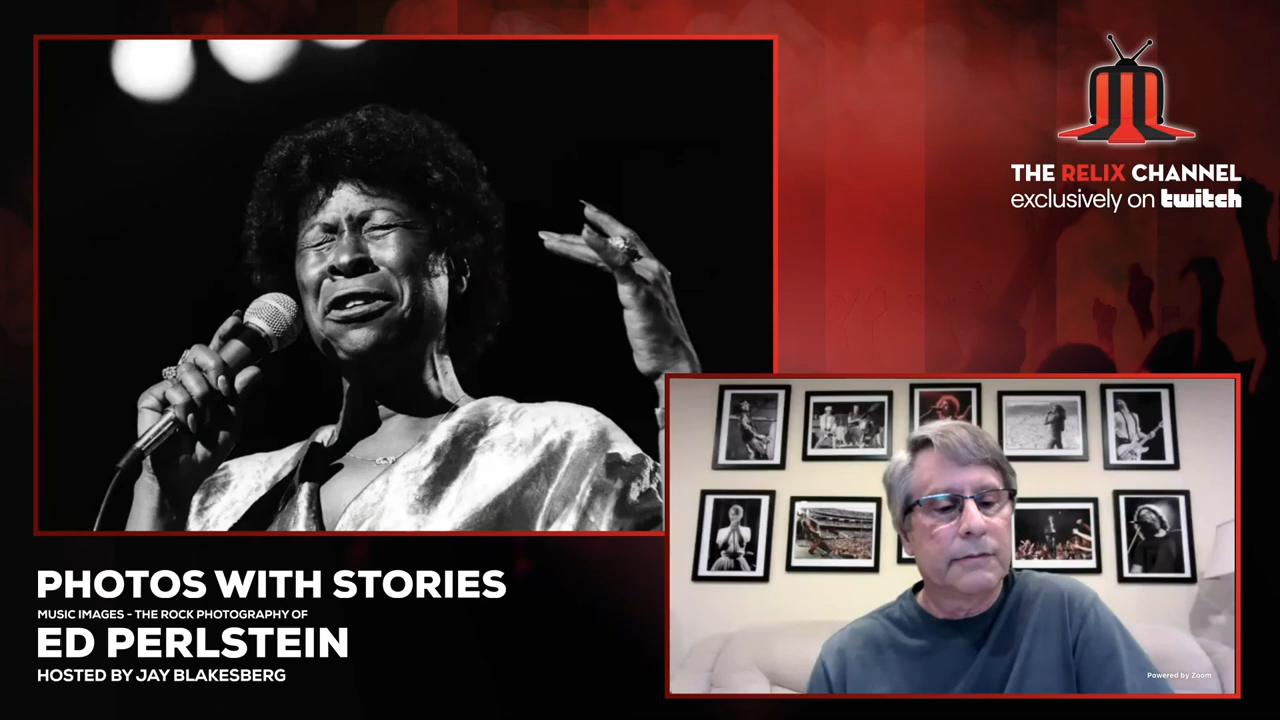 THE RELIX CHANNEL
exclusively on twitch
PHOTOS WITH STORIES
MUSIC IMAGES - THE ROCK PHOTOGRAPHY OF
ED PERLSTEIN
HOSTED BY JAY BLAKESBERG
Powered by Zoom